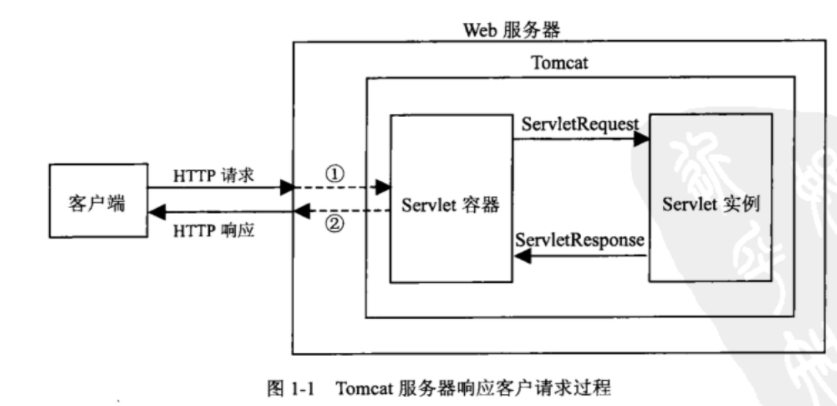 Web 服务器
Tomcat
ServletRequest
HTTP 请求
①
客户端
Servlet 容器
Servlet 实例
②
HTTP 响应
ServletResponse
图 1-1 Tomcat 服务器响应客户请求过程